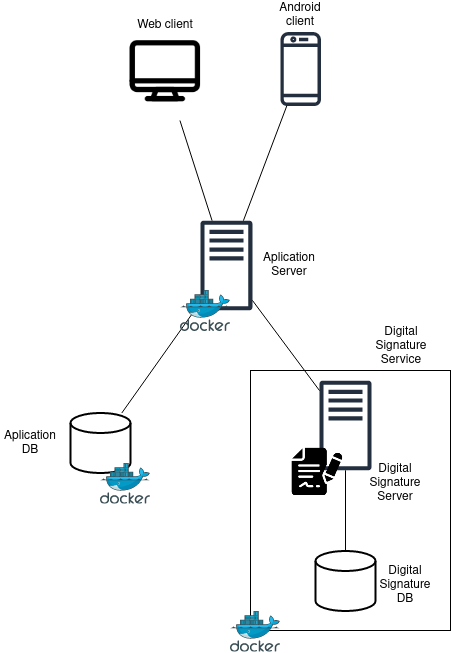 Web client
Android
client
Aplication
Server
docker
Digital
Signature
Service
Aplication
DB
docker
Digital
Signature
Server
Digital
Signature
DB
docker